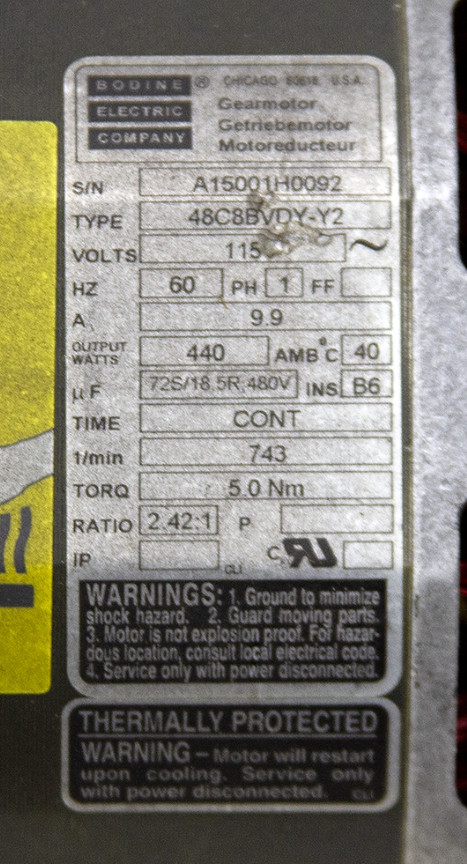 BODINE ® CHICAGO 60618 U.S.A.
ELECTRIC Gearmotor
COMPANY Getriebemotor
Motoreducteur
S/N A15001H0092
TYPE 48C8BVDY-Y2
VOLTS 115 ~
HZ 60 PH 1 FF
A 9.9
OUTPUT WATTS 440 AMB°C 40
µF 72S/18.5R,480V INS B6
TIME CONT
1/min 743
TORQ 5.0 Nm
RATIO 2.42:1 P
IP CLI C RU
WARNINGS: 1. Ground to minimize
shock hazard. 2. Guard moving parts.
3. Motor is not explosion proof. For hazar-
dous location, consult local electrical code.
4. Service only with power disconnected.
THERMALLY PROTECTED
WARNING – Motor will restart
upon cooling. Service only
with power disconnected. CLI